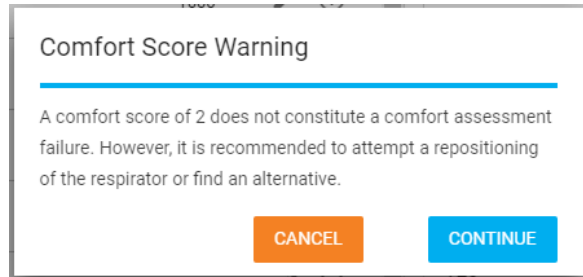 Comfort Score Warning
A comfort score of 2 does not constitute a comfort assessment
failure. However, it is recommended to attempt a repositioning
of the respirator or find an alternative.
CANCEL
CONTINUE